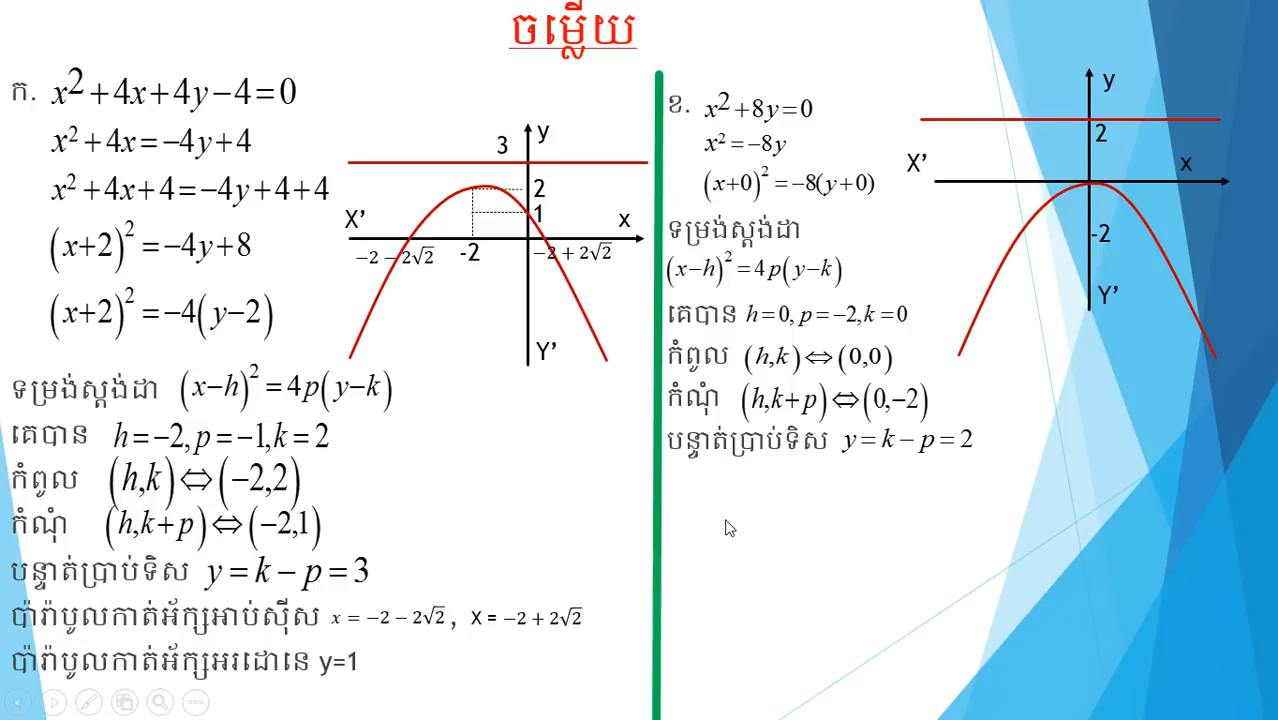 ចម្លើយ
ក. x² + 4x + 4y − 4 = 0
x² + 4x = −4y + 4
x² + 4x + 4 = −4y + 4 + 4
(x+2)² = −4y + 8
(x+2)² = −4(y−2)
ទម្រង់ស្តង់ដា (x−h)² = 4p(y−k)
គេបាន h = −2, p = −1, k = 2
កំពូល (h,k) ⇔ (−2,2)
កំណុំ (h,k+p) ⇔ (−2,1)
បន្ទាត់ប្រាប់ទិស y = k − p = 3
ប៉ារ៉ាបូលកាត់អ័ក្សអាប់ស៊ីស x = −2 − 2√2 , X = −2 + 2√2
ប៉ារ៉ាបូលកាត់អ័ក្សអរដោនេ y=1
y
3
2
1
X’
x
−2 − 2√2
-2
−2 + 2√2
Y’
ខ. x² + 8y = 0
x² = −8y
(x+0)² = −8(y+0)
ទម្រង់ស្តង់ដា
(x−h)² = 4p(y−k)
គេបាន h = 0, p = −2, k = 0
កំពូល (h,k) ⇔ (0,0)
កំណុំ (h,k+p) ⇔ (0,−2)
បន្ទាត់ប្រាប់ទិស y = k − p = 2
y
2
X’
x
-2
Y’